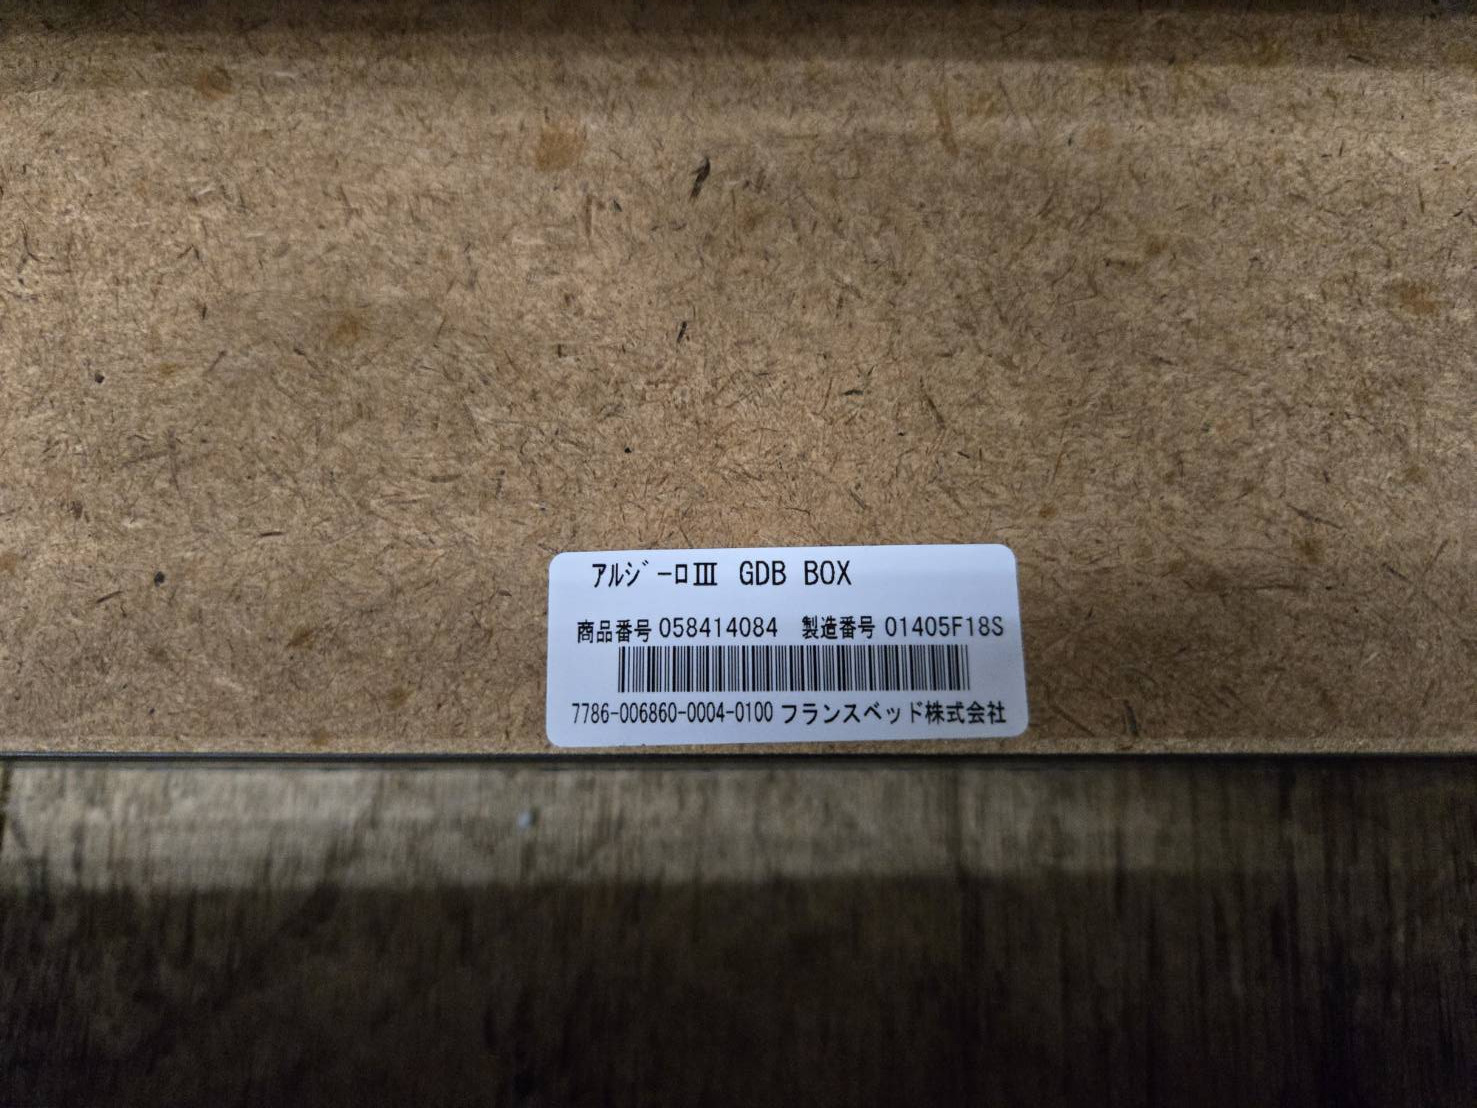 ｱﾙｼﾞｰﾛⅢ GDB BOX
商品番号 058414084 製造番号 01405F18S
7786-006860-0004-0100 フランスベッド株式会社